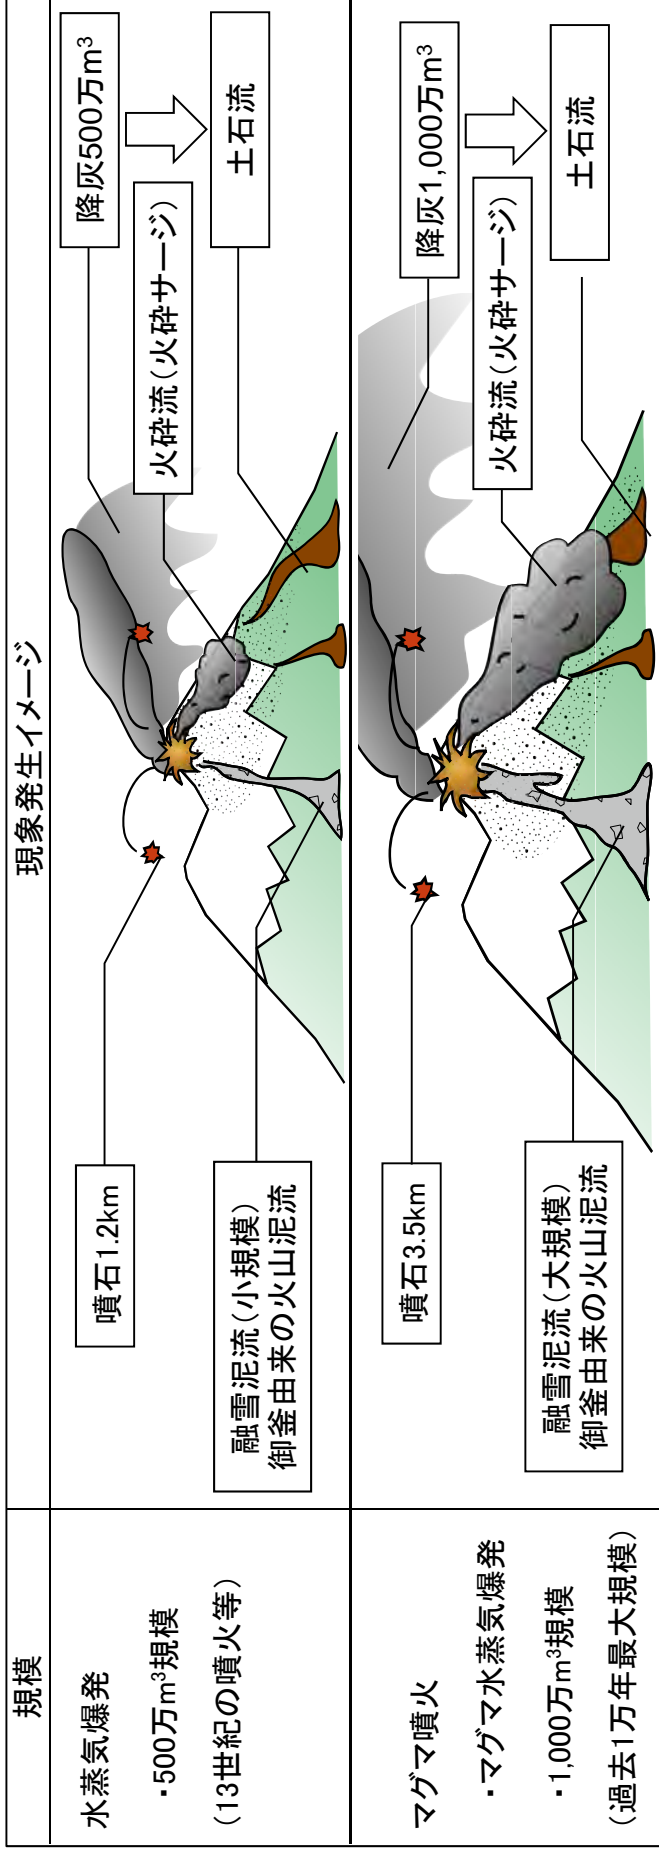 規模
現象発生イメージ
水蒸気爆発
・500万m³規模
(13世紀の噴火等)
噴石1.2km
融雪泥流(小規模)
御釜由来の火山泥流
降灰500万m³
火砕流(火砕サージ)
土石流
マグマ噴火
・マグマ水蒸気爆発
・1,000万m³規模
(過去1万年最大規模)
噴石3.5km
融雪泥流(大規模)
御釜由来の火山泥流
降灰1,000万m³
火砕流(火砕サージ)
土石流